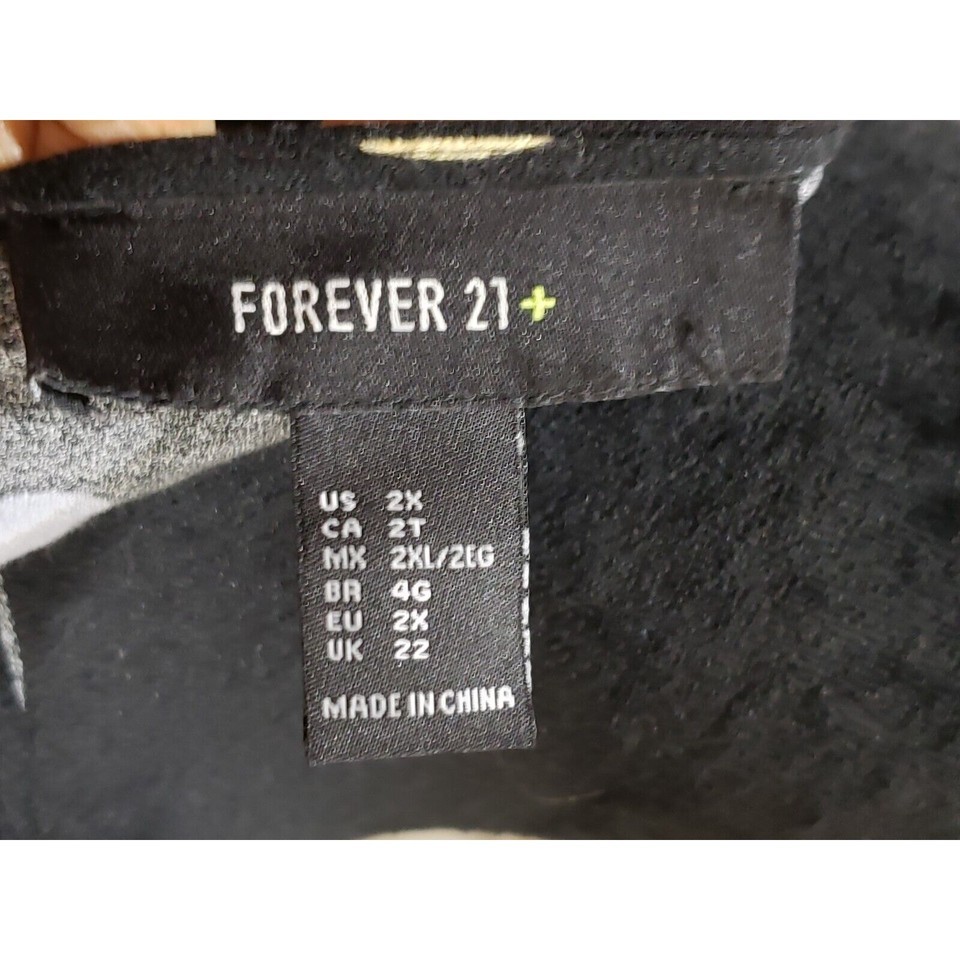 FOREVER 21+
US 2X
CA 2T
MX 2XL/2EG
BR 4G
EU 2X
UK 22
MADE IN CHINA